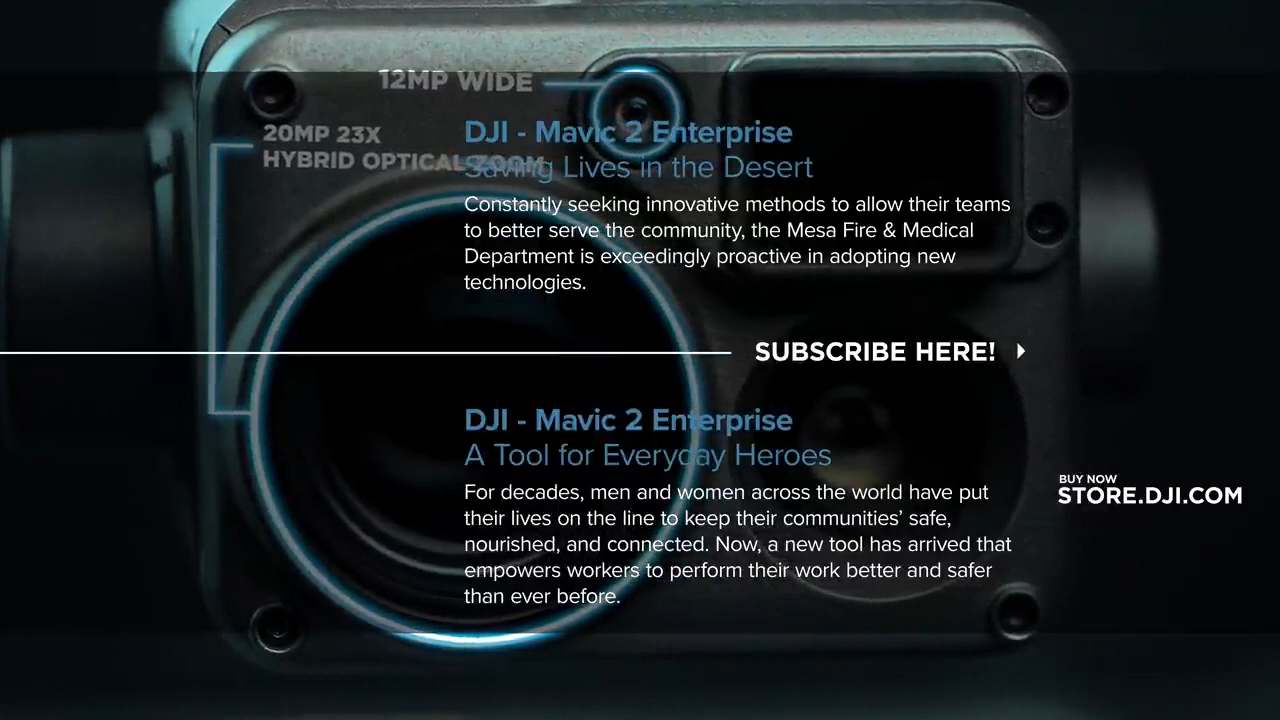 12MP WIDE
20MP 23X
HYBRID OPTICAL ZOOM
DJI - Mavic 2 Enterprise
Saving Lives in the Desert
Constantly seeking innovative methods to allow their teams
to better serve the community, the Mesa Fire & Medical
Department is exceedingly proactive in adopting new
technologies.
SUBSCRIBE HERE!
DJI - Mavic 2 Enterprise
A Tool for Everyday Heroes
For decades, men and women across the world have put
their lives on the line to keep their communities’ safe,
nourished, and connected. Now, a new tool has arrived that
empowers workers to perform their work better and safer
than ever before.
BUY NOW
STORE.DJI.COM